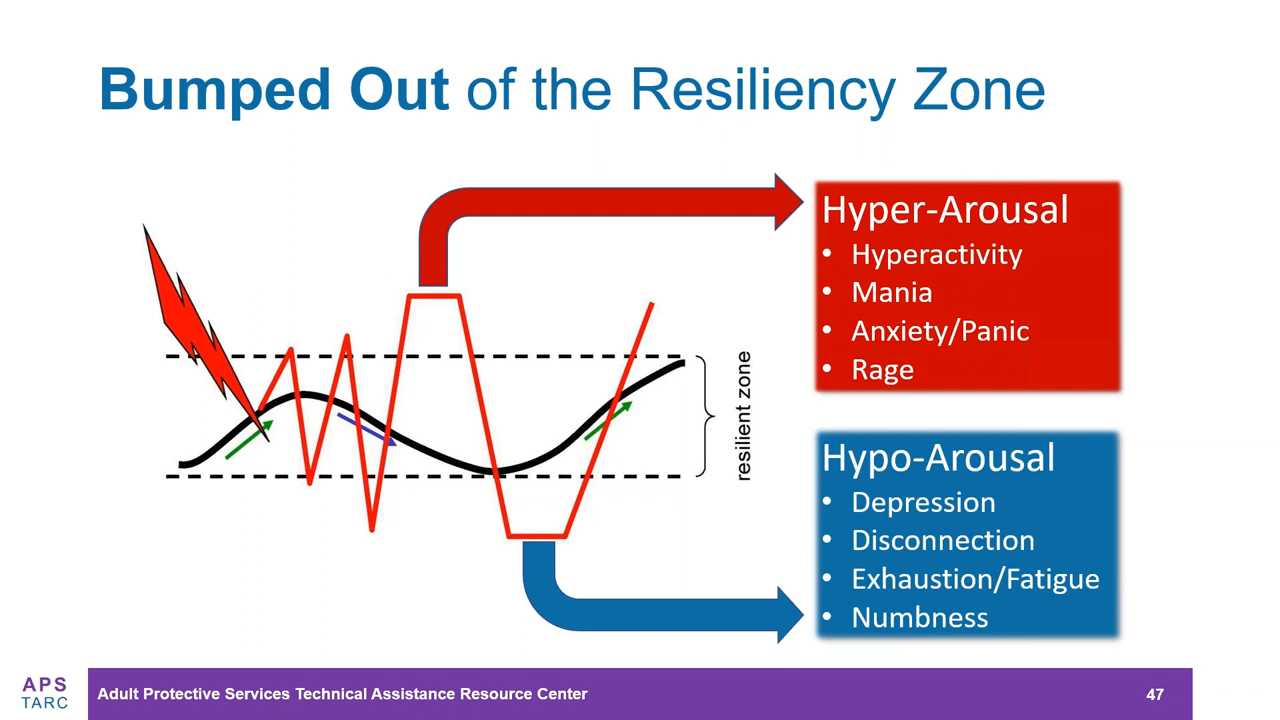 Bumped Out of the Resiliency Zone
Hyper-Arousal
• Hyperactivity
• Mania
• Anxiety/Panic
• Rage
resilient zone
Hypo-Arousal
• Depression
• Disconnection
• Exhaustion/Fatigue
• Numbness
APS
TARC
Adult Protective Services Technical Assistance Resource Center
47